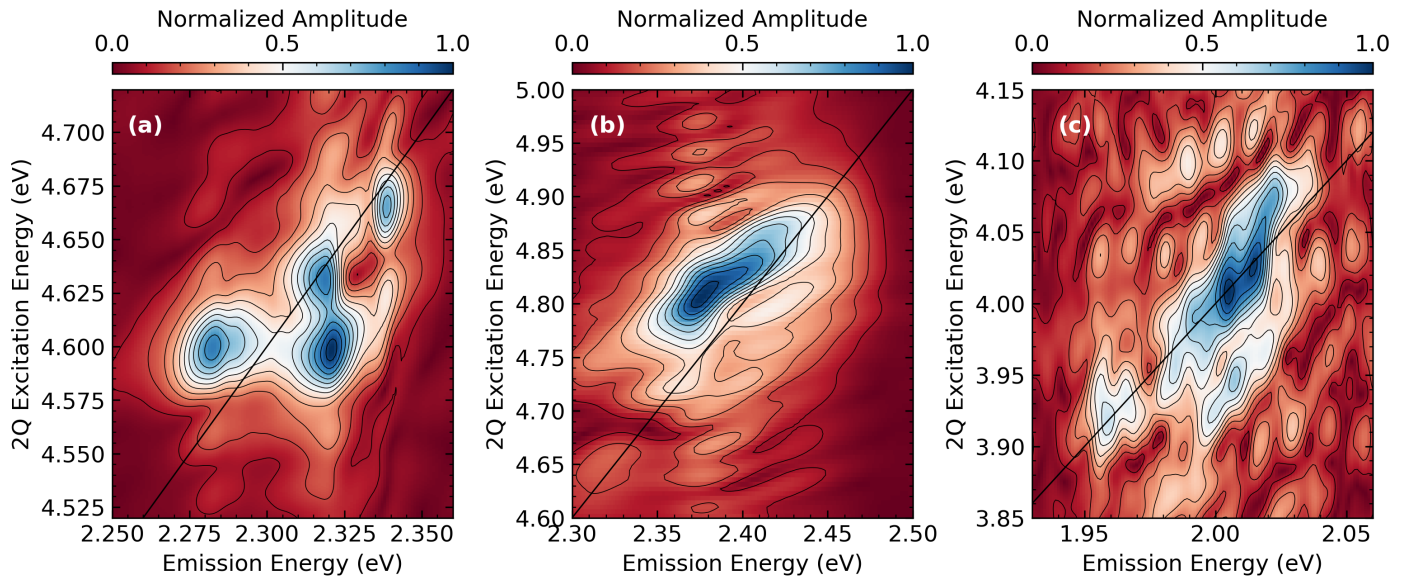 Normalized Amplitude
0.0 0.5 1.0
(a)
4.700
4.675
4.650
4.625
4.600
4.575
4.550
4.525
2Q Excitation Energy (eV)
2.250 2.275 2.300 2.325 2.350
Emission Energy (eV)
Normalized Amplitude
0.0 0.5 1.0
(b)
5.00
4.95
4.90
4.85
4.80
4.75
4.70
4.65
4.60
2Q Excitation Energy (eV)
2.30 2.35 2.40 2.45 2.50
Emission Energy (eV)
Normalized Amplitude
0.0 0.5 1.0
(c)
4.15
4.10
4.05
4.00
3.95
3.90
3.85
2Q Excitation Energy (eV)
1.95 2.00 2.05
Emission Energy (eV)